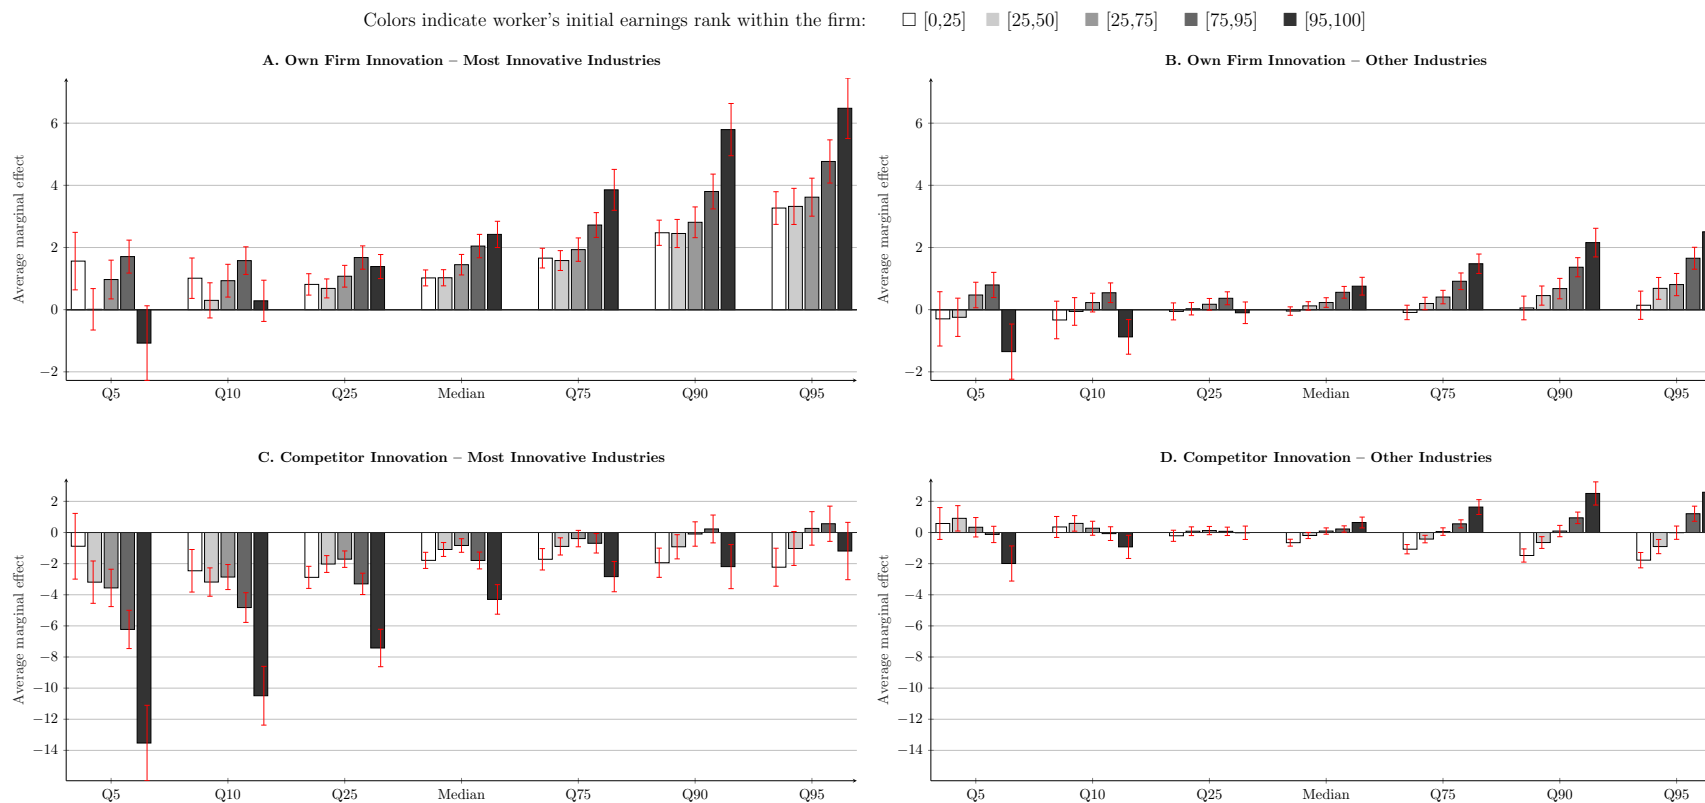 Colors indicate worker's initial earnings rank within the firm: [0,25] [25,50] [25,75] [75,95] [95,100]
A. Own Firm Innovation – Most Innovative Industries
Average marginal effect
6
4
2
0
−2
Q5 Q10 Q25 Median Q75 Q90 Q95
B. Own Firm Innovation – Other Industries
Average marginal effect
6
4
2
0
−2
Q5 Q10 Q25 Median Q75 Q90 Q95
C. Competitor Innovation – Most Innovative Industries
Average marginal effect
2
0
−2
−4
−6
−8
−10
−12
−14
Q5 Q10 Q25 Median Q75 Q90 Q95
D. Competitor Innovation – Other Industries
Average marginal effect
2
0
−2
−4
−6
−8
−10
−12
−14
Q5 Q10 Q25 Median Q75 Q90 Q95